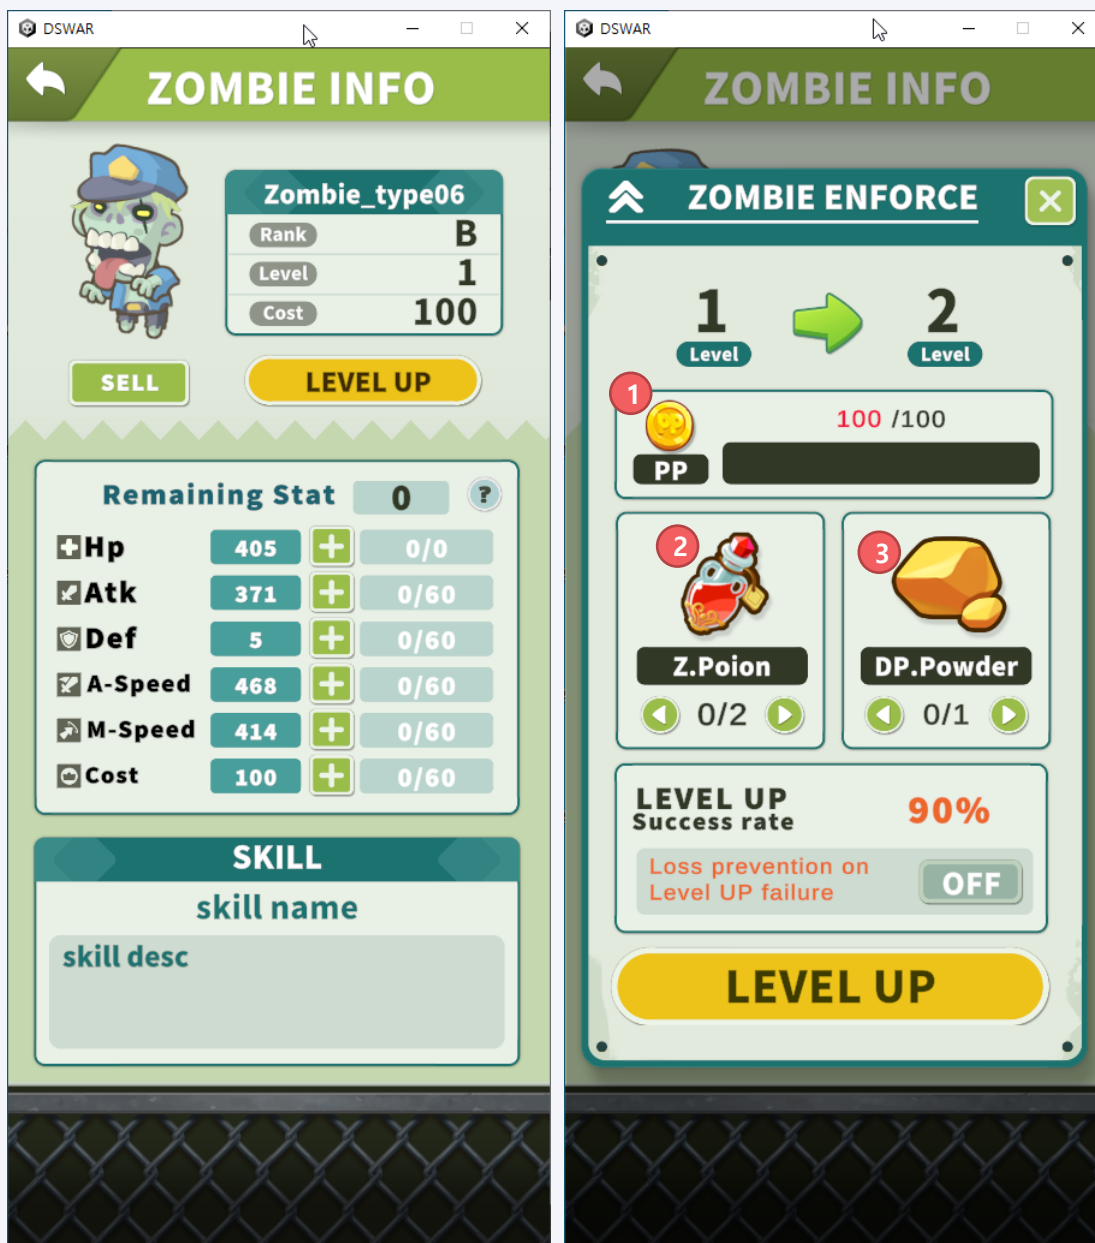 DSWAR
ZOMBIE INFO
Zombie_type06
Rank B
Level 1
Cost 100
SELL
LEVEL UP
Remaining Stat 0 ?
Hp 405 0/0
Atk 371 0/60
Def 5 0/60
A-Speed 468 0/60
M-Speed 414 0/60
Cost 100 0/60
SKILL
skill name
skill desc
DSWAR
ZOMBIE INFO
ZOMBIE ENFORCE
1 2
Level Level
1
100 /100
PP
2 3
Z.Poion DP.Powder
0/2 0/1
LEVEL UP
Success rate 90%
Loss prevention on
Level UP failure OFF
LEVEL UP